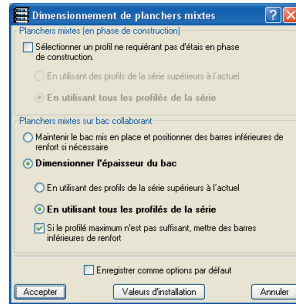 Dimensionnement de planchers mixtes
Planchers mixtes (en phase de construction)
Sélectionner un profil ne requiérant pas d'étais en phase
de construction.
En utilisant des profils de la série supérieurs à l'actuel
En utilisant tous les profilés de la série
Planchers mixtes sur bac collaborant
Maintenir le bac mis en place et positionner des barres inférieures de
renfort si nécessaire
Dimensionner l'épaisseur du bac
En utilisant des profils de la série supérieurs à l'actuel
En utilisant tous les profilés de la série
Si le profilé maximum n'est pas suffisant, mettre des barres
inférieures de renfort
Enregistrer comme options par défaut
Accepter
Valeurs d'installation
Annuler